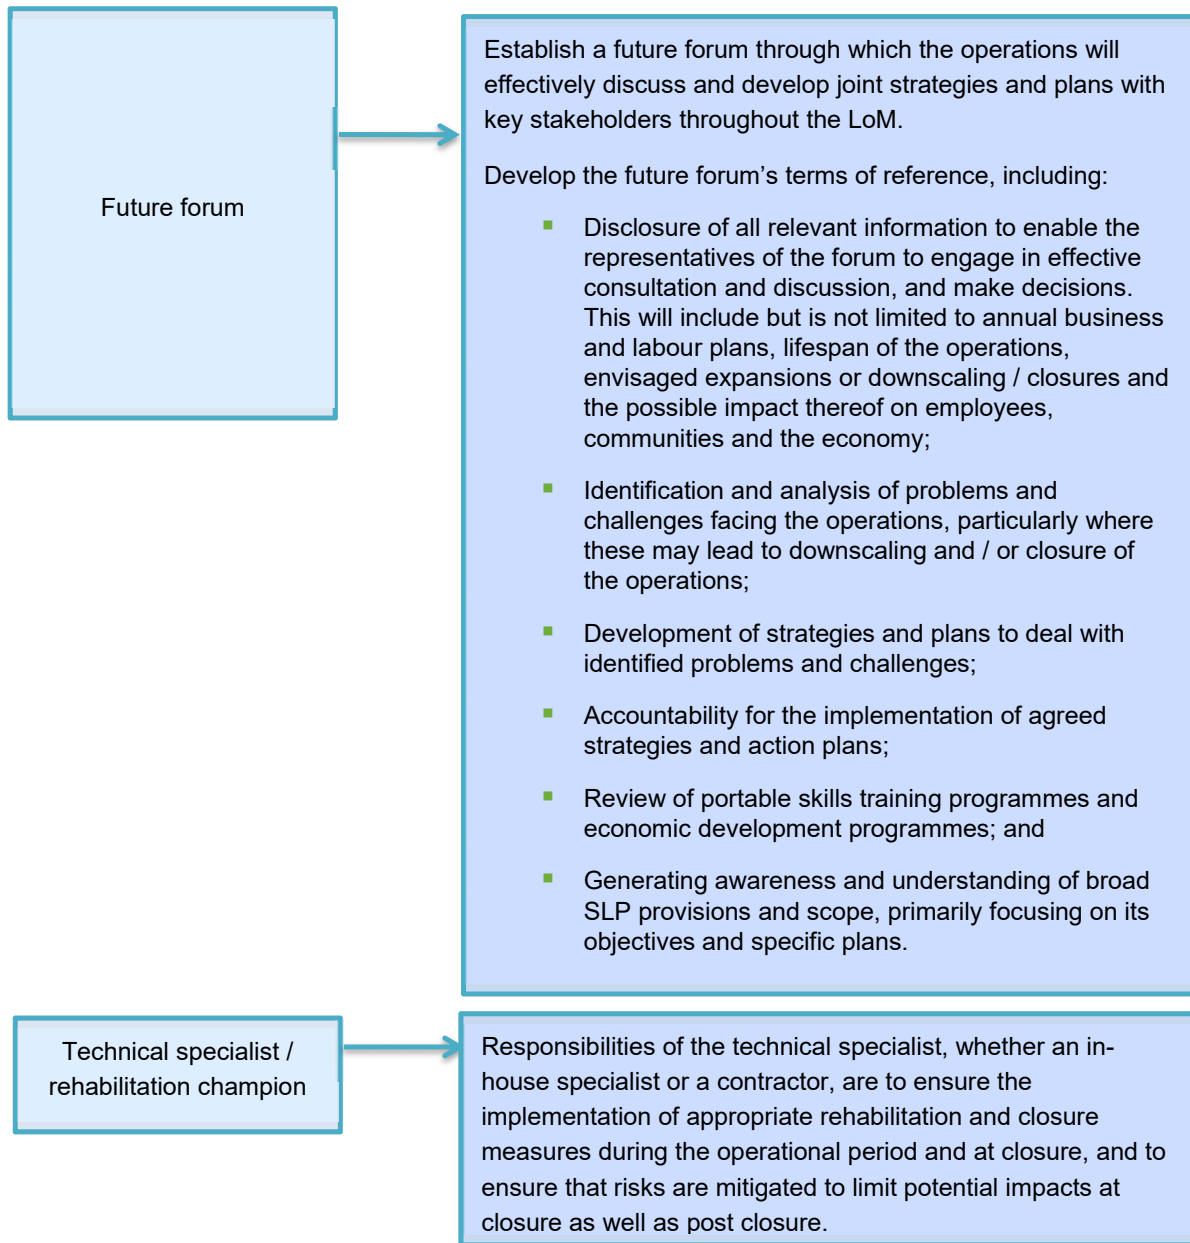 Future forum
Establish a future forum through which the operations will
effectively discuss and develop joint strategies and plans with
key stakeholders throughout the LoM.
Develop the future forum’s terms of reference, including:
▪ Disclosure of all relevant information to enable the
representatives of the forum to engage in effective
consultation and discussion, and make decisions.
This will include but is not limited to annual business
and labour plans, lifespan of the operations,
envisaged expansions or downscaling / closures and
the possible impact thereof on employees,
communities and the economy;
▪ Identification and analysis of problems and
challenges facing the operations, particularly where
these may lead to downscaling and / or closure of
the operations;
▪ Development of strategies and plans to deal with
identified problems and challenges;
▪ Accountability for the implementation of agreed
strategies and action plans;
▪ Review of portable skills training programmes and
economic development programmes; and
▪ Generating awareness and understanding of broad
SLP provisions and scope, primarily focusing on its
objectives and specific plans.
Technical specialist /
rehabilitation champion
Responsibilities of the technical specialist, whether an in-
house specialist or a contractor, are to ensure the
implementation of appropriate rehabilitation and closure
measures during the operational period and at closure, and to
ensure that risks are mitigated to limit potential impacts at
closure as well as post closure.